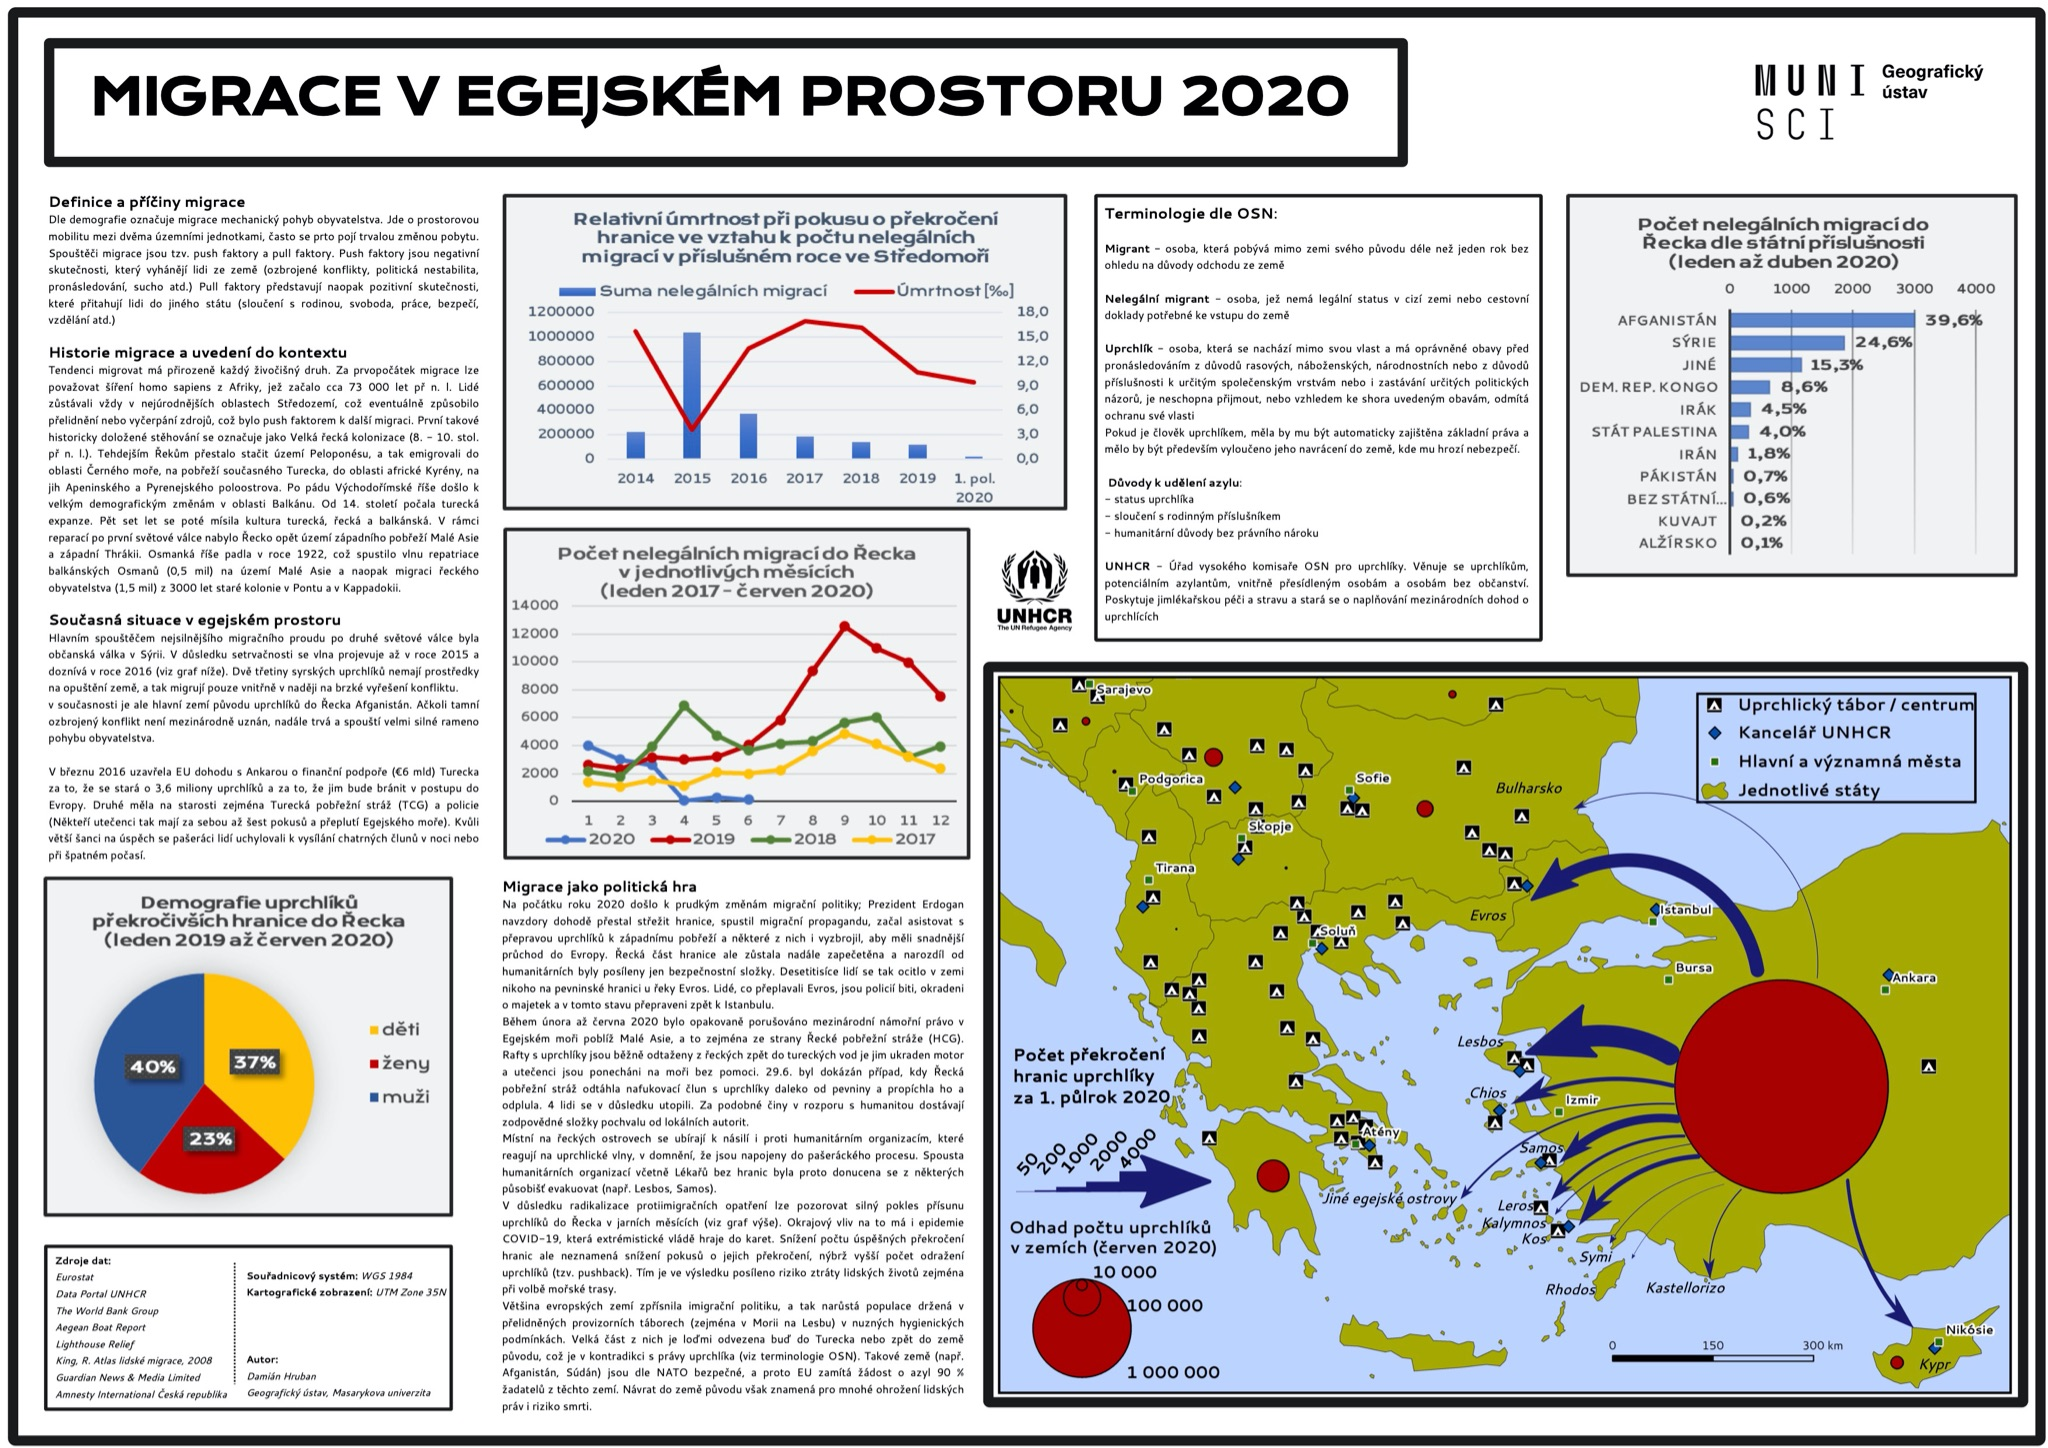 MIGRACE V EGEJSKÉM PROSTORU 2020
MUNI
SCI
Geografický
ústav
Definice a příčiny migrace
Dle demografie označuje migrace mechanický pohyb obyvatelstva. Jde o prostorovou
mobilitu mezi dvěma územními jednotkami, často se prto pojí trvalou změnou pobytu.
Spouštěči migrace jsou tzv. push faktory a pull faktory. Push faktory jsou negativní
skutečnosti, který vyhánějí lidi ze země (ozbrojené konflikty, politická nestabilita,
pronásledování, sucho atd.) Pull faktory představují naopak pozitivní skutečnosti,
které přitahují lidi do jiného státu (sloučení s rodinou, svoboda, práce, bezpečí,
vzdělání atd.)
Historie migrace a uvedení do kontextu
Tendenci migrovat má přirozeně každý živočišný druh. Za prvopočátek migrace lze
považovat šíření homo sapiens z Afriky, jež začalo cca 73 000 let př n. l. Lidé
zůstávali vždy v nejúrodnějších oblastech Středozemí, což eventuálně způsobilo
přelidnění nebo vyčerpání zdrojů, což bylo push faktorem k další migraci. První takové
historicky doložené stěhování se označuje jako Velká řecká kolonizace (8. – 10. stol.
př n. l.). Tehdejším Řekům přestalo stačit území Peloponésu, a tak emigrovali do
oblasti Černého moře, na pobřeží současného Turecka, do oblasti africké Kyrény, na
jih Apeninského a Pyrenejského poloostrova. Po pádu Východořímské říše došlo k
velkým demografickým změnám v oblasti Balkánu. Od 14. století počala turecká
expanze. Pět set let se poté mísila kultura turecká, řecká a balkánská. V rámci
reparací po první světové válce nabylo Řecko opět území západního pobřeží Malé Asie
a západní Thrákii. Osmanká říše padla v roce 1922, což spustilo vlnu repatriace
balkánských Osmanů (0,5 mil) na území Malé Asie a naopak migraci řeckého
obyvatelstva (1,5 mil) z 3000 let staré kolonie v Pontu a v Kappadokii.
Současná situace v egejském prostoru
Hlavním spouštěčem nejsilnějšího migračního proudu po druhé světové válce byla
občanská válka v Sýrii. V důsledku setrvačnosti se vlna projevuje až v roce 2015 a
doznívá v roce 2016 (viz graf níže). Dvě třetiny syrských uprchlíků nemají prostředky
na opuštění země, a tak migrují pouze vnitřně v naději na brzké vyřešení konfliktu.
v současnosti je ale hlavní zemí původu uprchlíků do Řecka Afganistán. Ačkoli tamní
ozbrojený konflikt není mezinárodně uznán, nadále trvá a spouští velmi silné rameno
pohybu obyvatelstva.
V březnu 2016 uzavřela EU dohodu s Ankarou o finanční podpoře (€6 mld) Turecka
za to, že se stará o 3,6 miliony uprchlíků a za to, že jim bude bránit v postupu do
Evropy. Druhé měla na starosti zejména Turecká pobřežní stráž (TCG) a policie
(Někteří utečenci tak mají za sebou až šest pokusů a přeplutí Egejského moře). Kvůli
větší šanci na úspěch se pašeráci lidí uchylovali k vysílání chatrných člunů v noci nebo
při špatném počasí.
Demografie uprchlíků
překročivších hranice do Řecka
(leden 2019 až červen 2020)
40%
37%
23%
děti
ženy
muži
Zdroje dat:
Eurostat
Data Portal UNHCR
The World Bank Group
Aegean Boat Report
Lighthouse Relief
King, R. Atlas lidské migrace, 2008
Guardian News & Media Limited
Amnesty International Česká republika
Souřadnicový systém: WGS 1984
Kartografické zobrazení: UTM Zone 35N
Autor:
Damián Hruban
Geografický ústav, Masarykova univerzita
Relativní úmrtnost při pokusu o překročení
hranice ve vztahu k počtu nelegálních
migrací v příslušném roce ve Středomoří
Suma nelegálních migrací Úmrtnost [‰]
1200000 18,0
1000000 15,0
800000 12,0
600000 9,0
400000 6,0
200000 3,0
0 0,0
2014 2015 2016 2017 2018 2019 1. pol.
2020
Počet nelegálních migrací do Řecka
v jednotlivých měsících
(leden 2017 – červen 2020)
14000
12000
10000
8000
6000
4000
2000
0
1 2 3 4 5 6 7 8 9 10 11 12
2020 2019 2018 2017
Migrace jako politická hra
Na počátku roku 2020 došlo k prudkým změnám migrační politiky; Prezident Erdogan
navzdory dohodě přestal střežit hranice, spustil migrační propagandu, začal asistovat s
přepravou uprchlíků k západnímu pobřeží a některé z nich i vyzbrojil, aby měli snadnější
průchod do Evropy. Řecká část hranice ale zůstala nadále zapečetěna a narozdíl od
humanitárních byly posíleny jen bezpečnostní složky. Desetitisíce lidí se tak ocitlo v zemi
nikoho na pevninské hranici u řeky Evros. Lidé, co přeplavali Evros, jsou policií biti, okradeni
o majetek a v tomto stavu přepraveni zpět k Istanbulu.
Během února až června 2020 bylo opakovaně porušováno mezinárodní námořní právo v
Egejském moři poblíž Malé Asie, a to zejména ze strany Řecké pobřežní stráže (HCG).
Rafty s uprchlíky jsou běžně odtaženy z řeckých zpět do tureckých vod je jim ukraden motor
a utečenci jsou ponecháni na moři bez pomoci. 29.6. byl dokázán případ, kdy Řecká
pobřežní stráž odtáhla nafukovací člun s uprchlíky daleko od pevniny a propíchla ho a
odplula. 4 lidi se v důsledku utopili. Za podobné činy v rozporu s humanitou dostávají
zodpovědné složky pochvalu od lokálních autorit.
Místní na řeckých ostrovech se ubírají k násilí i proti humanitárním organizacím, které
reagují na uprchlické vlny, v domnění, že jsou napojeny do pašeráckého procesu. Spousta
humanitárních organizací včetně Lékařů bez hranic byla proto donucena se z některých
působišť evakuovat (např. Lesbos, Samos).
V důsledku radikalizace protiimigračních opatření lze pozorovat silný pokles přísunu
uprchlíků do Řecka v jarních měsících (viz graf výše). Okrajový vliv na to má i epidemie
COVID-19, která extrémistické vládě hraje do karet. Snížení počtu úspěšných překročení
hranic ale neznamená snížení pokusů o jejich překročení, nýbrž vyšší počet odražení
uprchlíků (tzv. pushback). Tím je ve výsledku posíleno riziko ztráty lidských životů zejména
při volbě mořské trasy.
Většina evropských zemí zpřísnila imigrační politiku, a tak narůstá populace držená v
přelidněných provizorních táborech (zejména v Morii na Lesbu) v nuzných hygienických
podmínkách. Velká část z nich je loďmi odvezena buď do Turecka nebo zpět do země
původu, což je v kontradikci s právy uprchlíka (viz terminologie OSN). Takové země (např.
Afganistán, Súdán) jsou dle NATO bezpečné, a proto EU zamítá žádost o azyl 90 %
žadatelů z těchto zemí. Návrat do země původu však znamená pro mnohé ohrožení lidských
práv i riziko smrti.
UNHCR
The UN Refugee Agency
Terminologie dle OSN:
Migrant – osoba, která pobývá mimo zemi svého původu déle než jeden rok bez
ohledu na důvody odchodu ze země
Nelegální migrant – osoba, jež nemá legální status v cizí zemi nebo cestovní
doklady potřebné ke vstupu do země
Uprchlík – osoba, která se nachází mimo svou vlast a má oprávněné obavy před
pronásledováním z důvodů rasových, náboženských, národnostních nebo z důvodů
příslušnosti k určitým společenským vrstvám nebo i zastávání určitých politických
názorů, je neschopna přijmout, nebo vzhledem ke shora uvedeným obavám, odmítá
ochranu své vlasti
Pokud je člověk uprchlíkem, měla by mu být automaticky zajištěna základní práva a
mělo by být především vyloučeno jeho navrácení do země, kde mu hrozí nebezpečí.
Důvody k udělení azylu:
– status uprchlíka
– sloučení s rodinným příslušníkem
– humanitární důvody bez právního nároku
UNHCR – Úřad vysokého komisaře OSN pro uprchlíky. Věnuje se uprchlíkům,
potenciálním azylantům, vnitřně přesídleným osobám a osobám bez občanství.
Poskytuje jimlékařskou péči a stravu a stará se o naplňování mezinárodních dohod o
uprchlících
Počet nelegálních migrací do
Řecka dle státní příslušnosti
(leden až duben 2020)
0 1000 2000 3000 4000
AFGANISTÁN 39,6%
SÝRIE 24,6%
JINÉ 15,3%
DEM. REP. KONGO 8,6%
IRÁK 4,5%
STÁT PALESTINA 4,0%
IRÁN 1,8%
PÁKISTÁN 0,7%
BEZ STÁTNÍ... 0,6%
KUVAJT 0,2%
ALŽÍRSKO 0,1%
Uprchlický tábor / centrum
Kancelář UNHCR
Hlavní a významná města
Jednotlivé státy
Sarajevo
Podgorica
Sofie
Bulharsko
Skopje
Tirana
Evros
Istanbul
Soluň
Bursa
Ankara
Lesbos
Chios
Izmir
Atény
Samos
Jiné egejské ostrovy
Leros
Kalymnos
Kos
Symi
Rhodos
Kastellorizo
Nikósie
Kypr
Počet překročení
hranic uprchlíky
za 1. půlrok 2020
50 200 1000 2000 4000
Odhad počtu uprchlíků
v zemích (červen 2020)
10 000
100 000
1 000 000
0 150 300 km